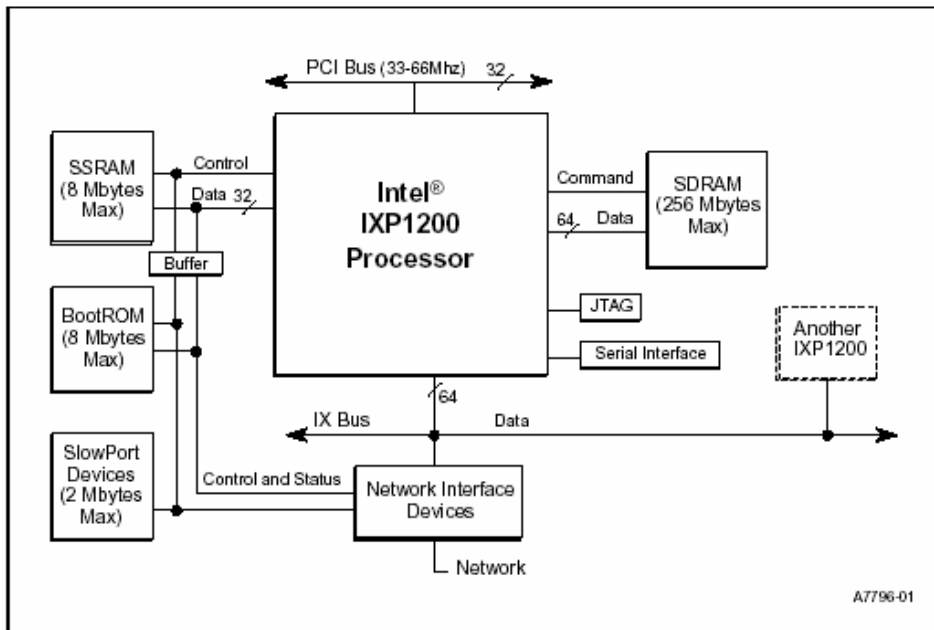 PCI Bus (33-66Mhz) 32
SSRAM
(8 Mbytes
Max)
Control
Data 32
Intel®
IXP1200
Processor
Command
64 Data
SDRAM
(256 Mbytes
Max)
Buffer
BootROM
(8 Mbytes
Max)
JTAG
Serial Interface
Another
IXP1200
64
IX Bus
Data
SlowPort
Devices
(2 Mbytes
Max)
Control and Status
Network Interface
Devices
Network
A7796-01